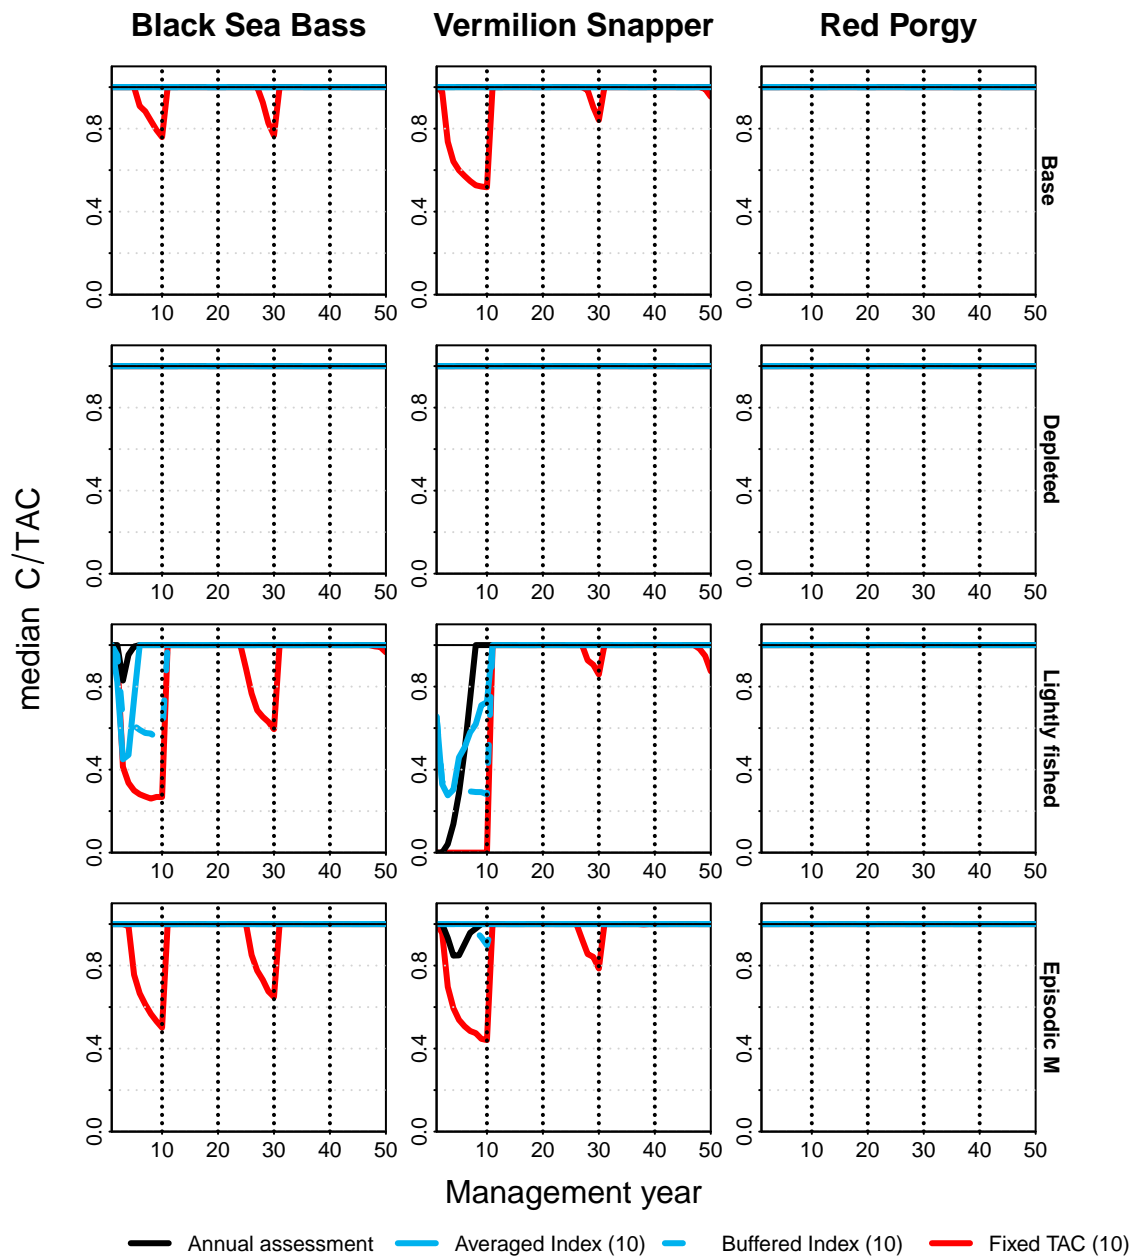 Black Sea Bass Vermilion Snapper Red Porgy
0.8 0.4 0.0 0.8 0.4 0.0 0.8 0.4 0.0 Base
10 20 30 40 50 10 20 30 40 50 10 20 30 40 50
0.8 0.4 0.0 0.8 0.4 0.0 0.8 0.4 0.0 Depleted
10 20 30 40 50 10 20 30 40 50 10 20 30 40 50
median C/TAC
0.8 0.4 0.0 0.8 0.4 0.0 0.8 0.4 0.0 Lightly fished
10 20 30 40 50 10 20 30 40 50 10 20 30 40 50
0.8 0.4 0.0 0.8 0.4 0.0 0.8 0.4 0.0 Episodic M
10 20 30 40 50 10 20 30 40 50 10 20 30 40 50
Management year
Annual assessment Averaged Index (10) Buffered Index (10) Fixed TAC (10)